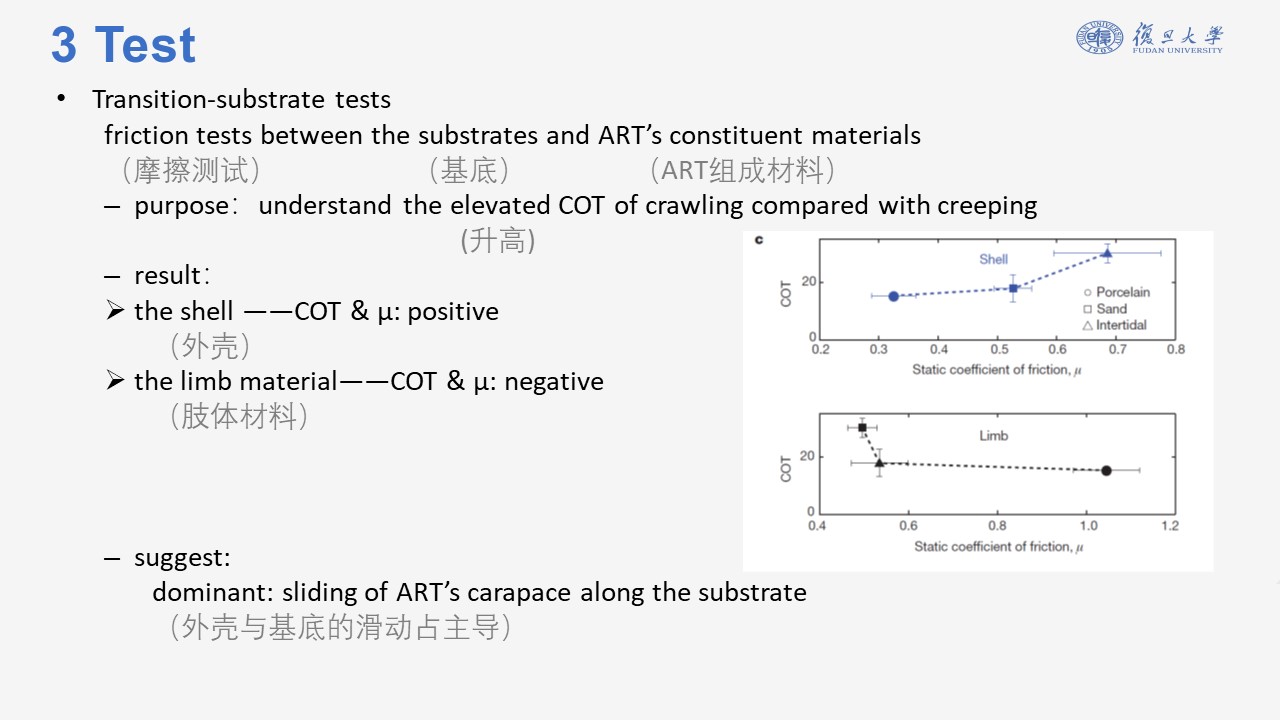 3 Test
復旦大學
FUDAN UNIVERSITY
• Transition-substrate tests
friction tests between the substrates and ART’s constituent materials
（摩擦测试） （基底） （ART组成材料）
– purpose： understand the elevated COT of crawling compared with creeping
(升高)
– result：
➢ the shell ——COT & μ: positive
（外壳）
➢ the limb material——COT & μ: negative
（肢体材料）
– suggest:
dominant: sliding of ART’s carapace along the substrate
（外壳与基底的滑动占主导）
c
Shell
COT
20
0
○ Porcelain
□ Sand
△ Intertidal
0.2 0.3 0.4 0.5 0.6 0.7 0.8
Static coefficient of friction, μ
Limb
COT
20
0
0.4 0.6 0.8 1.0 1.2
Static coefficient of friction, μ